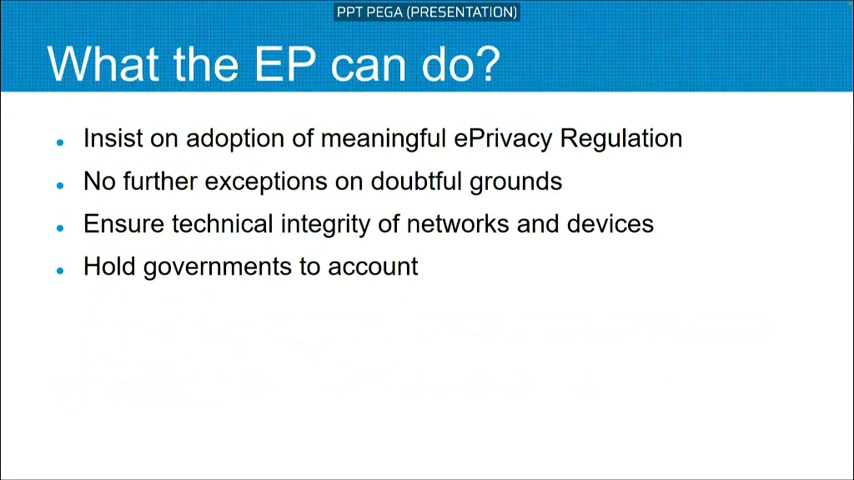 PPT PEGA (PRESENTATION)
What the EP can do?
• Insist on adoption of meaningful ePrivacy Regulation
• No further exceptions on doubtful grounds
• Ensure technical integrity of networks and devices
• Hold governments to account